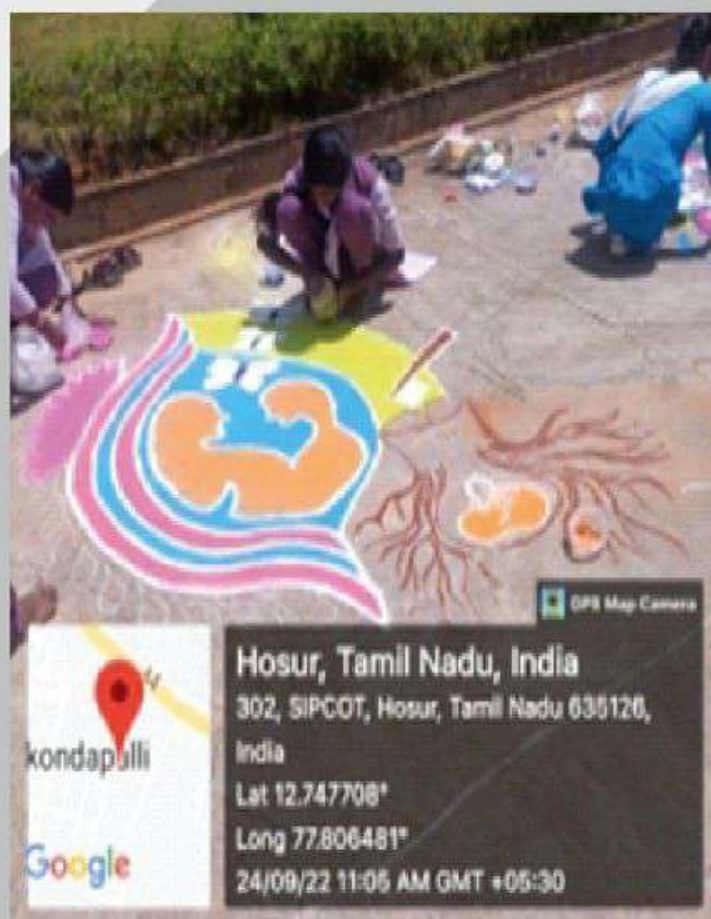 GPS Map Camera
kondapalli
Google
Hosur, Tamil Nadu, India
302, SIPCOT, Hosur, Tamil Nadu 635126,
India
Lat 12.747708°
Long 77.806481°
24/09/22 11:05 AM GMT +05:30